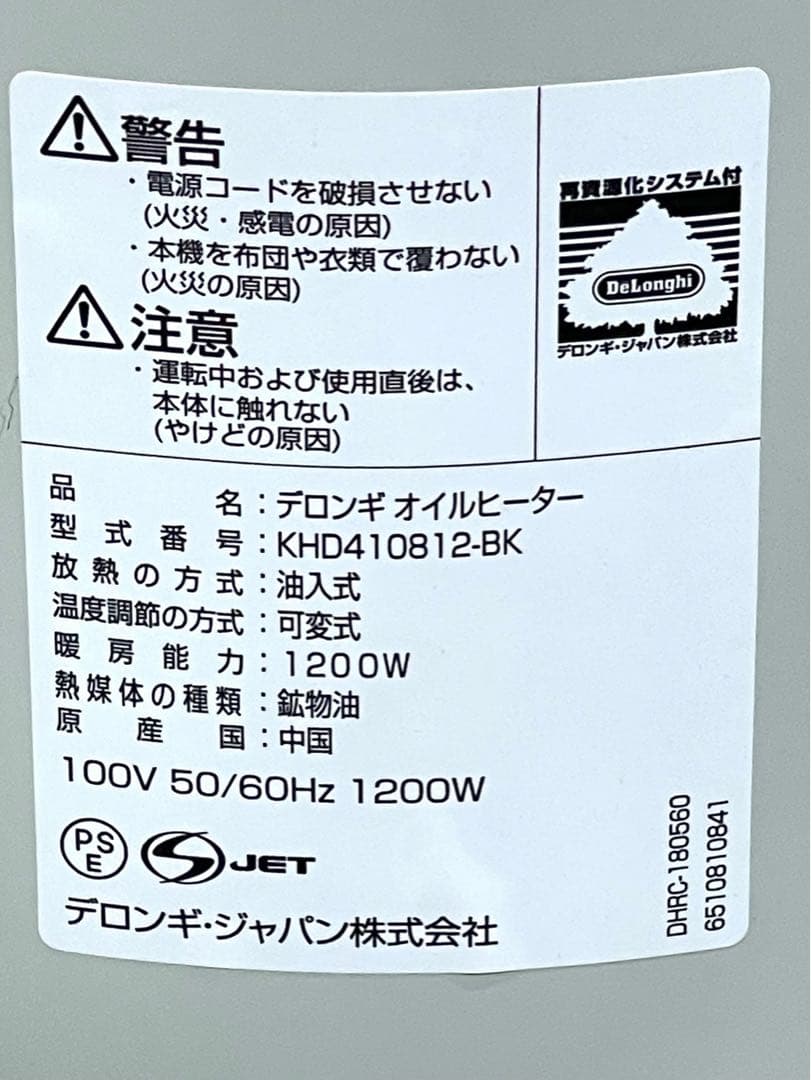 警告
・電源コードを破損させない
(火災・感電の原因)
・本機を布団や衣類で覆わない
(火災の原因)
注意
・運転中および使用直後は、
本体に触れない
(やけどの原因)
再資源化システム付
DeLonghi
デロンギ・ジャパン株式会社
品名：デロンギ オイルヒーター
型式番号：KHD410812-BK
放熱の方式：油入式
温度調節の方式：可変式
暖房能力：1200W
熱媒体の種類：鉱物油
原産国：中国
100V 50/60Hz 1200W
PS
E
JET
デロンギ・ジャパン株式会社
DHRC-180560
6510810841